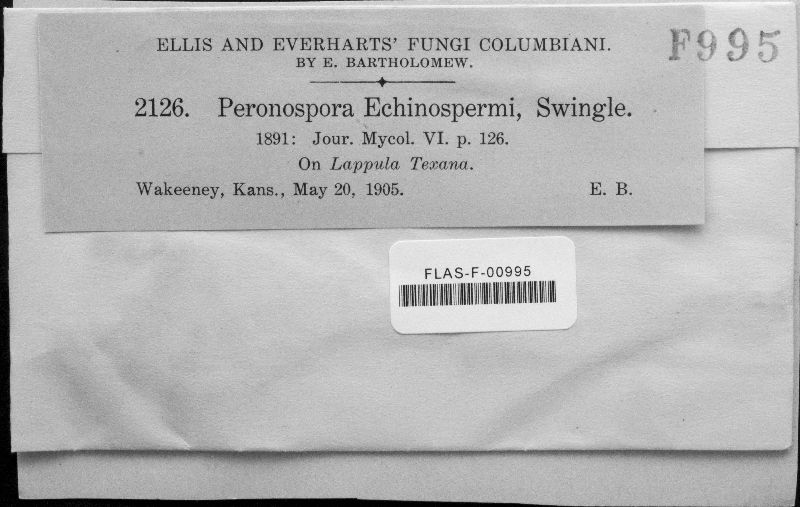 ELLIS AND EVERHARTS' FUNGI COLUMBIANI.
BY E. BARTHOLOMEW.
F995
2126. Peronospora Echinospermi, Swingle.
1891: Jour. Mycol. VI. p. 126.
On Lappula Texana.
Wakeeney, Kans., May 20, 1905. E. B.
FLAS-F-00995